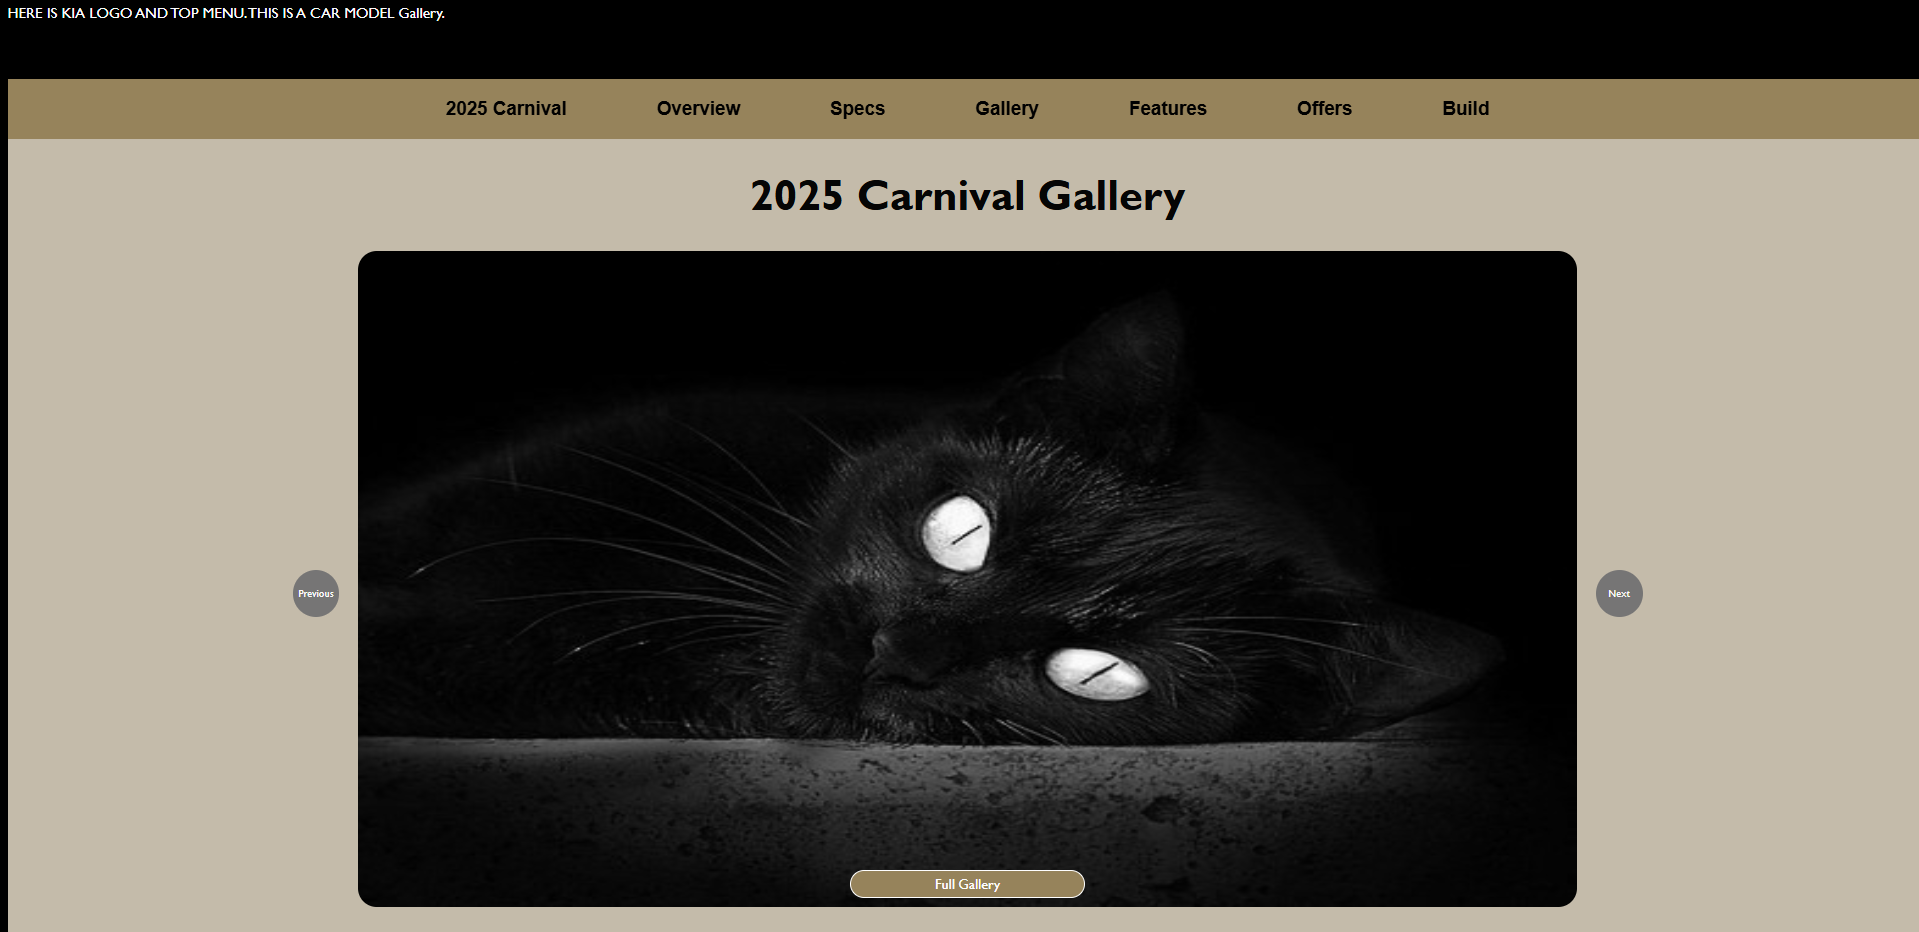 HERE IS KIA LOGO AND TOP MENU.THIS IS A CAR MODEL Gallery.
2025 Carnival Overview Specs Gallery Features Offers Build
2025 Carnival Gallery
Previous
Next
Full Gallery